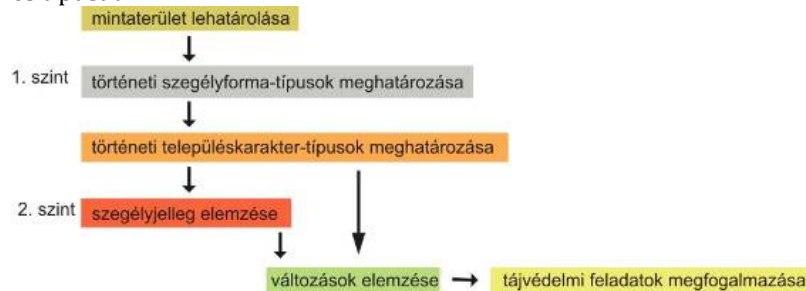 mintaterület lehatárolása
1. szint történeti szegélyforma-típusok meghatározása
történeti településkarakter-típusok meghatározása
2. szint szegélyjelleg elemzése
változások elemzése
tájvédelmi feladatok megfogalmazása